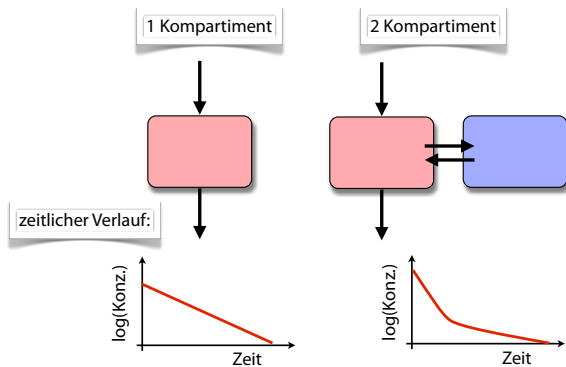 1 Kompartiment
2 Kompartiment
zeitlicher Verlauf:
log(Konz.)
Zeit
log(Konz.)
Zeit